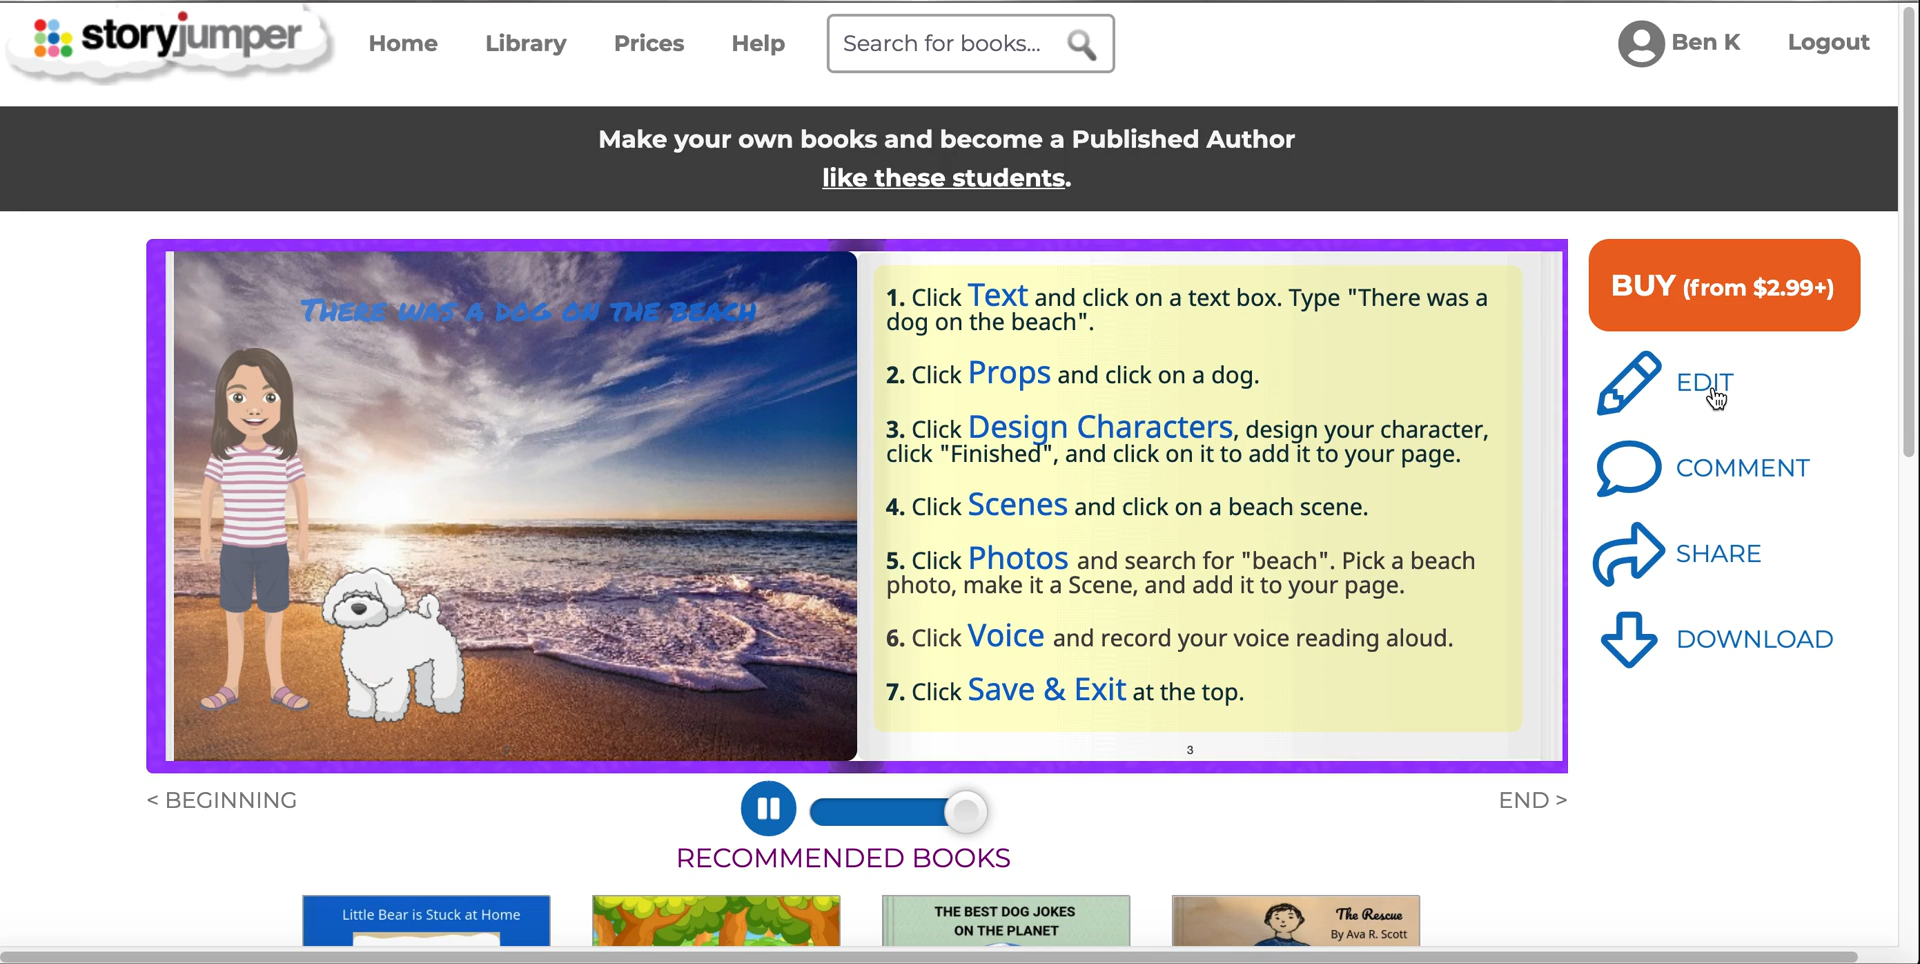 storyjumper
Home
Library
Prices
Help
Search for books...
Ben K
Logout
Make your own books and become a Published Author
like these students.
THERE WAS A DOG ON THE BEACH
1. Click Text and click on a text box. Type "There was a
dog on the beach".
2. Click Props and click on a dog.
3. Click Design Characters, design your character,
click "Finished", and click on it to add it to your page.
4. Click Scenes and click on a beach scene.
5. Click Photos and search for "beach". Pick a beach
photo, make it a Scene, and add it to your page.
6. Click Voice and record your voice reading aloud.
7. Click Save & Exit at the top.
3
BUY (from $2.99+)
EDIT
COMMENT
SHARE
DOWNLOAD
< BEGINNING
END >
RECOMMENDED BOOKS
Little Bear is Stuck at Home
THE BEST DOG JOKES
ON THE PLANET
The Rescue
By Ava R. Scott